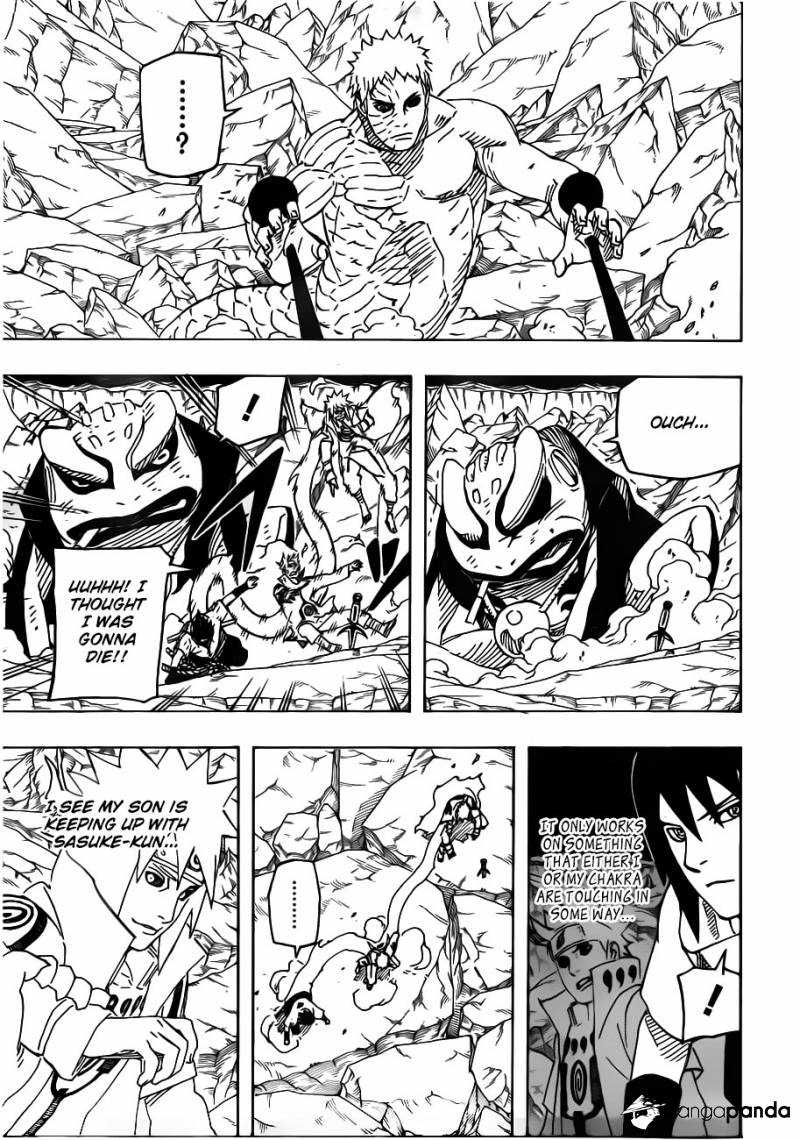 .......?
OUCH...
!
UUHHH! I
THOUGHT
I WAS
GONNA
DIE!!
IT ONLY WORKS
ON SOMETHING
THAT EITHER I
OR MY CHAKRA
ARE TOUCHING IN
SOME WAY...
!
........
I SEE MY SON IS
KEEPING UP WITH
SASUKE-KUN...
mangapanda